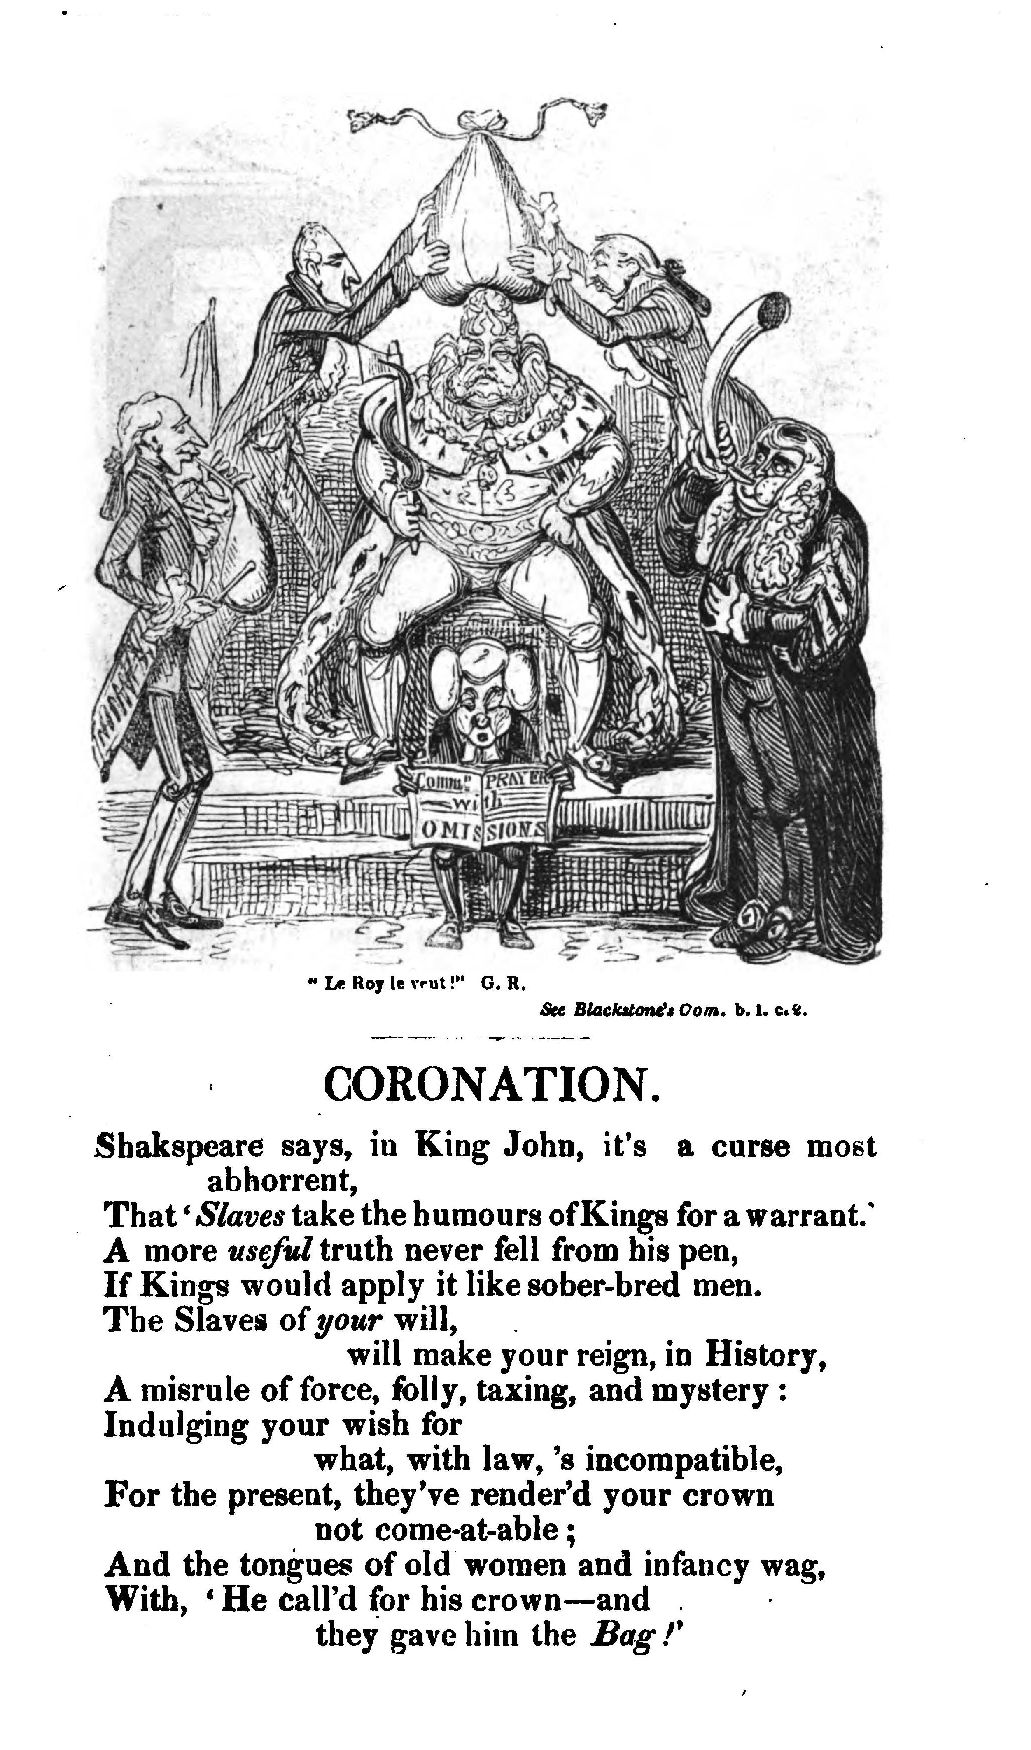 Commn PRAYER
with
OMISSIONS
"Le Roy le veut!" G. R.
See Blackstone's Com. b. 1. c.
CORONATION.
Shakspeare says, in King John, it's a curse most
abhorrent,
That 'Slaves take the humours of Kings for a warrant.'
A more useful truth never fell from his pen,
If Kings would apply it like sober-bred men.
The Slaves of your will,
will make your reign, in History,
A misrule of force, folly, taxing, and mystery :
Indulging your wish for
what, with law, 's incompatible,
For the present, they've render'd your crown
not come-at-able ;
And the tongues of old women and infancy wag,
With, 'He call'd for his crown—and
they gave him the Bag !'